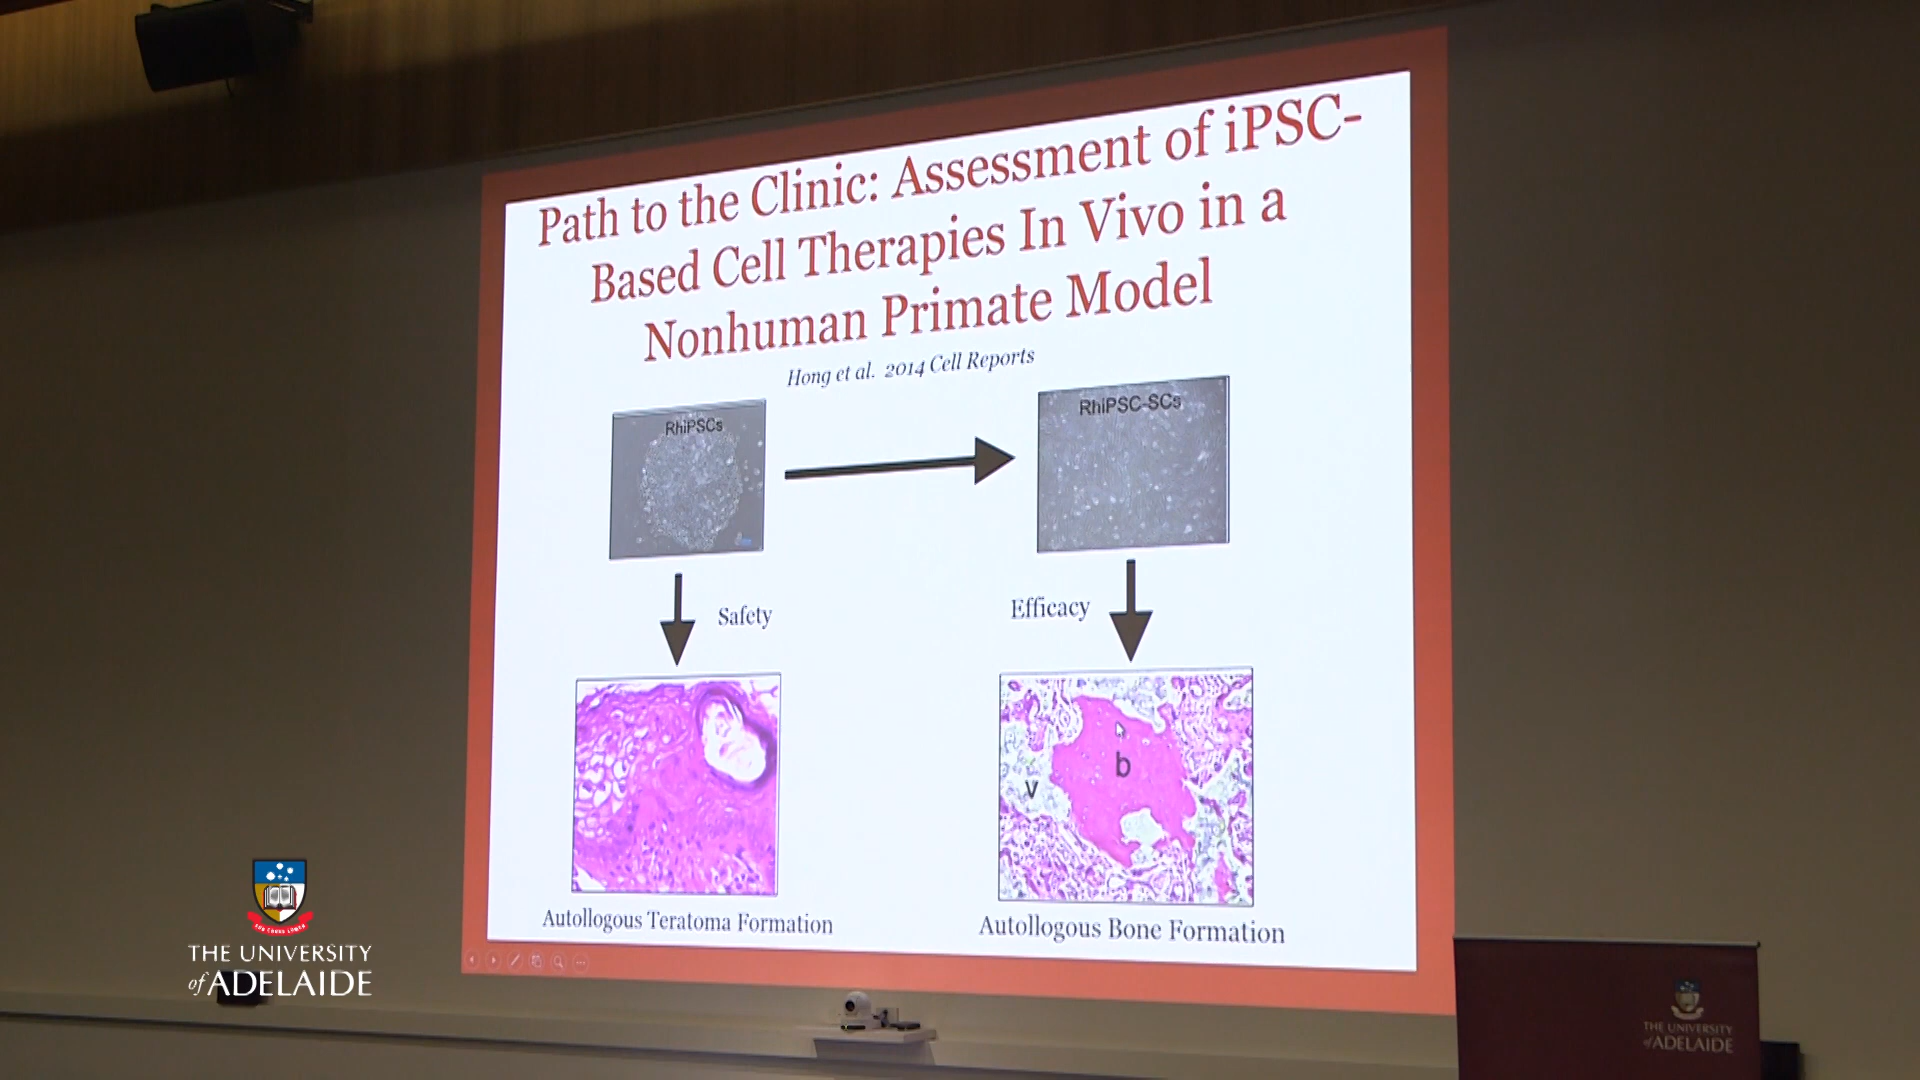 Path to the Clinic: Assessment of iPSC-
Based Cell Therapies In Vivo in a
Nonhuman Primate Model
Hong et al. 2014 Cell Reports
RhiPSCs
RhiPSC-SCs
Safety
Efficacy
b
v
Autollogous Teratoma Formation
Autollogous Bone Formation
THE UNIVERSITY
of ADELAIDE
THE UNIVERSITY
of ADELAIDE